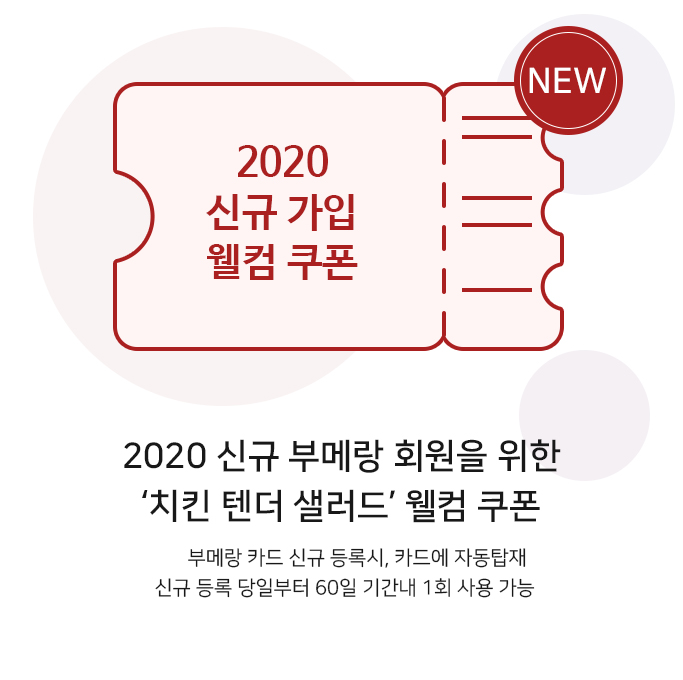 NEW
2020
신규 가입
웰컴 쿠폰
2020 신규 부메랑 회원을 위한
‘치킨 텐더 샐러드’ 웰컴 쿠폰
부메랑 카드 신규 등록시, 카드에 자동탑재
신규 등록 당일부터 60일 기간내 1회 사용 가능